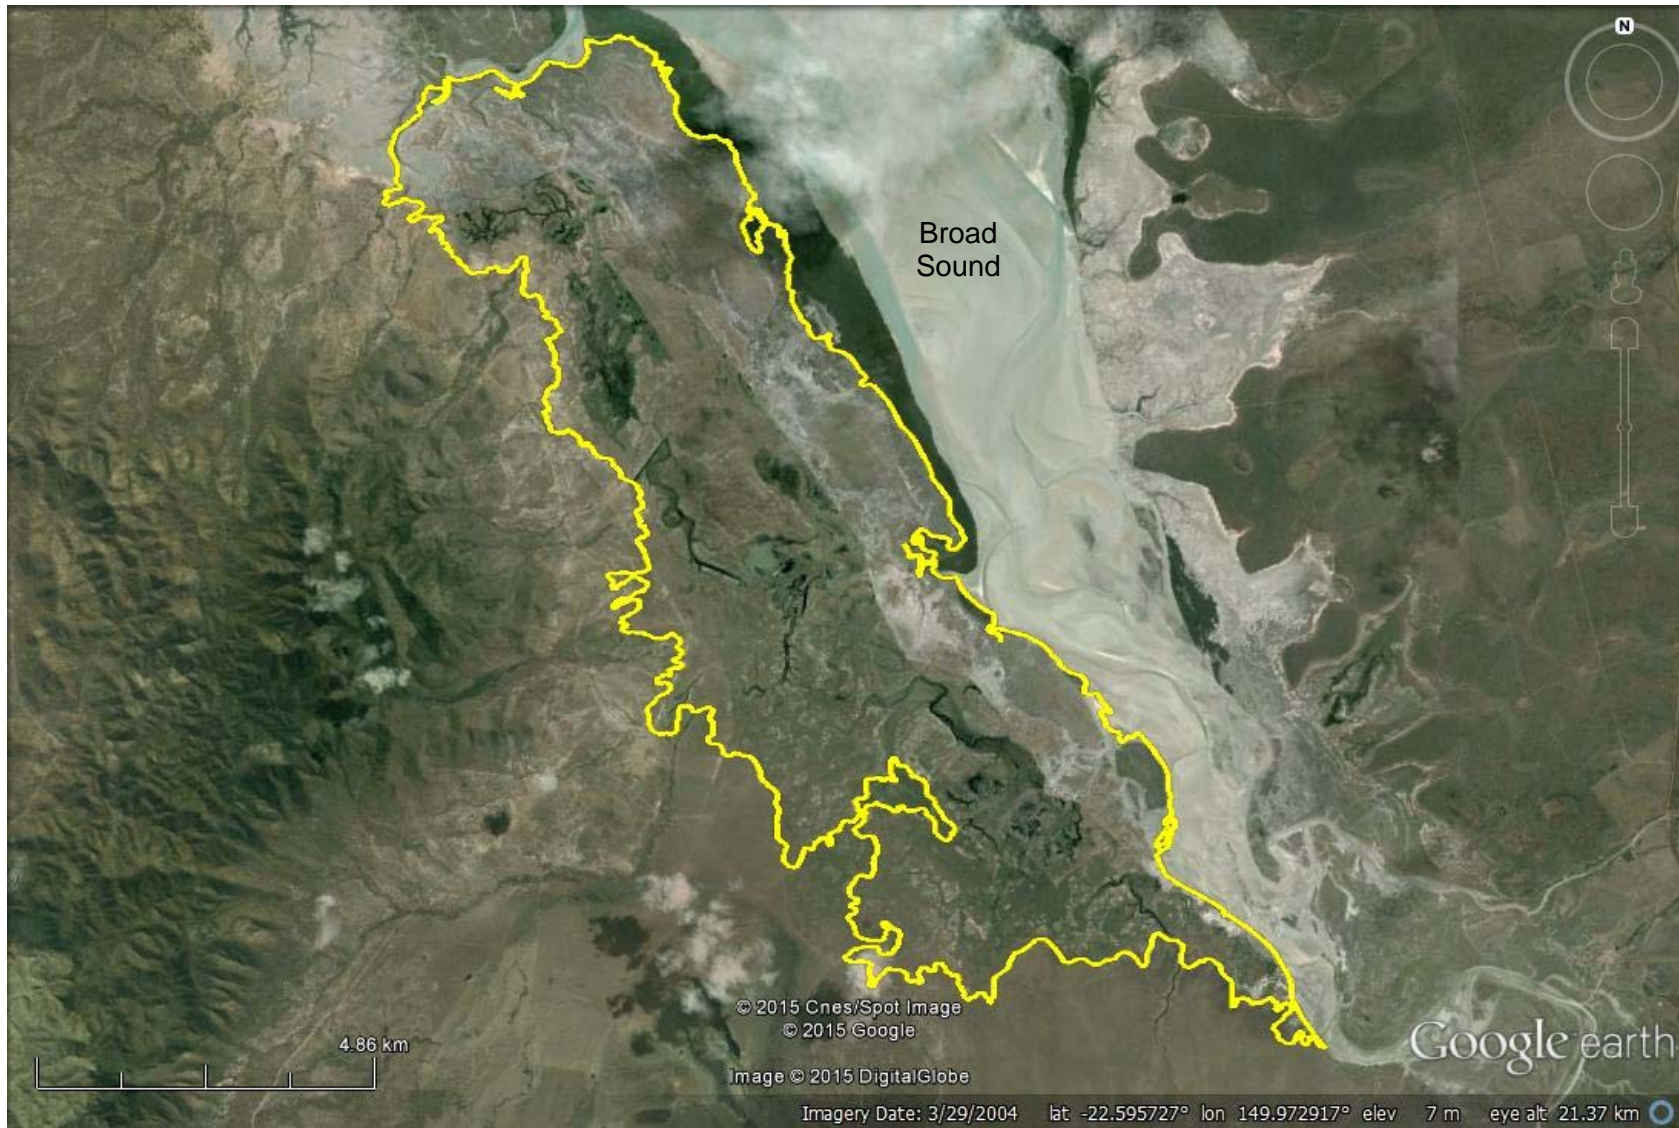 N
Broad
Sound
© 2015 Cnes/Spot Image
© 2015 Google
4.86 km
Google earth
Image © 2015 DigitalGlobe
Imagery Date: 3/29/2004 lat -22.595727° lon 149.972917° elev 7 m eye alt 21.37 km